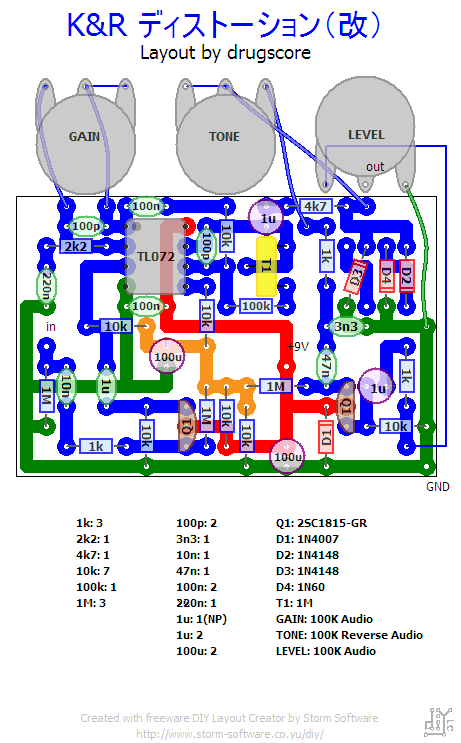 K&R ディストーション(改)
Layout by drugscore
GAIN
TONE
LEVEL
out
100n
1u
4k7
100p
10k
2k2
TL072
100p
T1
1k
D3
D4
D2
220n
100n
10k
100k
in
10k
3n3
100u
+9V
47n
1M
10n
1u
1M
1M
10k
1u
1k
10k
Q1
10k
Q1
10k
1k
10k
D1
100u
GND
1k: 3
2k2: 1
4k7: 1
10k: 7
100k: 1
1M: 3
100p: 2
3n3: 1
10n: 1
47n: 1
100n: 2
220n: 1
1u: 1(NP)
1u: 2
100u: 2
Q1: 2SC1815-GR
D1: 1N4007
D2: 1N4148
D3: 1N4148
D4: 1N60
T1: 1M
GAIN: 100K Audio
TONE: 100K Reverse Audio
LEVEL: 100K Audio
Created with freeware DIY Layout Creator by Storm Software
http://www.storm-software.co.yu/diy/